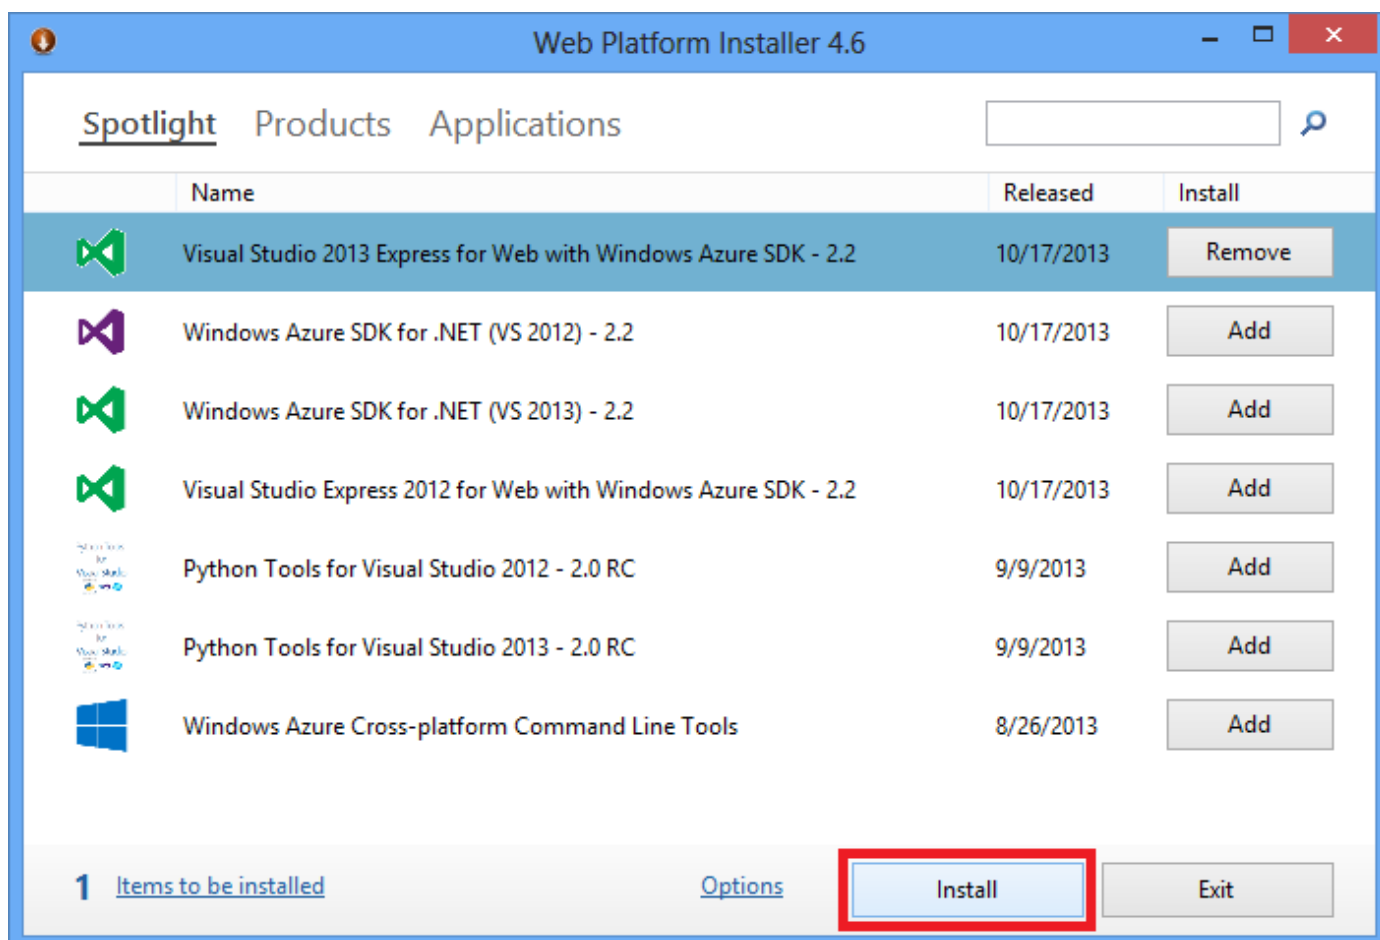 Web Platform Installer 4.6
Spotlight Products Applications
Name Released Install
Visual Studio 2013 Express for Web with Windows Azure SDK - 2.2 10/17/2013 Remove
Windows Azure SDK for .NET (VS 2012) - 2.2 10/17/2013 Add
Windows Azure SDK for .NET (VS 2013) - 2.2 10/17/2013 Add
Visual Studio Express 2012 for Web with Windows Azure SDK - 2.2 10/17/2013 Add
Python Tools for Visual Studio 2012 - 2.0 RC 9/9/2013 Add
Python Tools for Visual Studio 2013 - 2.0 RC 9/9/2013 Add
Windows Azure Cross-platform Command Line Tools 8/26/2013 Add
1 Items to be installed Options Install Exit